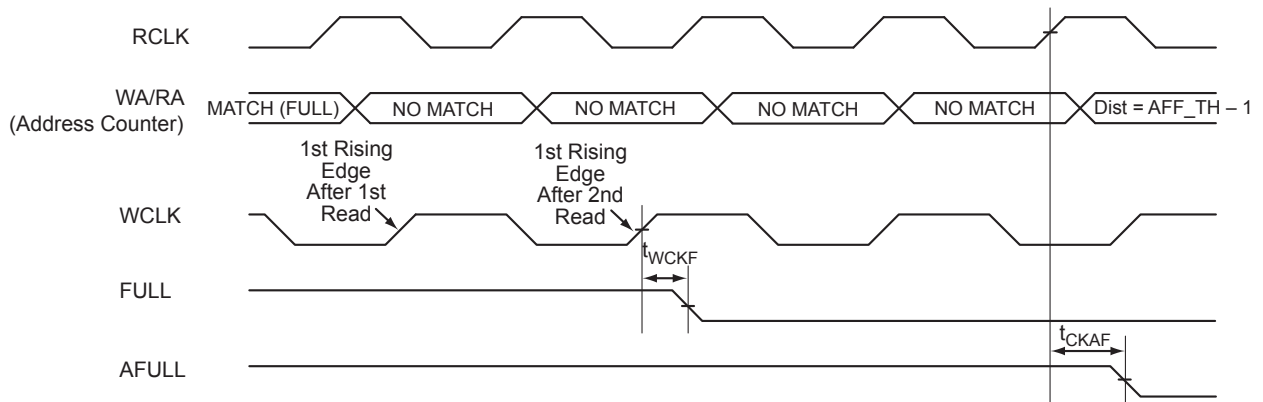 RCLK
WA/RA
(Address Counter)
MATCH (FULL)
NO MATCH
NO MATCH
NO MATCH
NO MATCH
Dist = AFF_TH – 1
1st Rising
Edge
After 1st
Read
1st Rising
Edge
After 2nd
Read
WCLK
tWCKF
FULL
tCKAF
AFULL